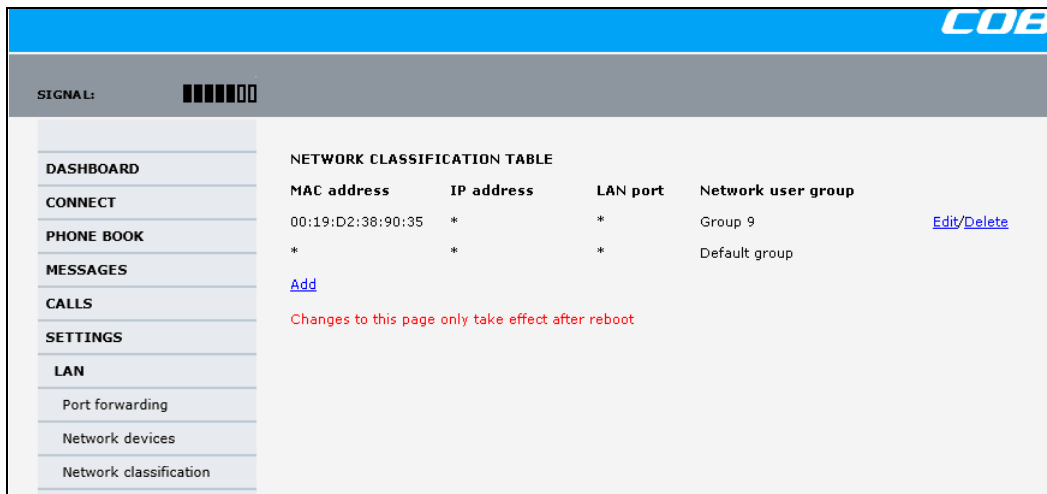 COB
SIGNAL:
DASHBOARD
CONNECT
PHONE BOOK
MESSAGES
CALLS
SETTINGS
LAN
Port forwarding
Network devices
Network classification
NETWORK CLASSIFICATION TABLE
MAC address IP address LAN port Network user group
00:19:D2:38:90:35 * * Group 9 Edit/Delete
* * * Default group
Add
Changes to this page only take effect after reboot